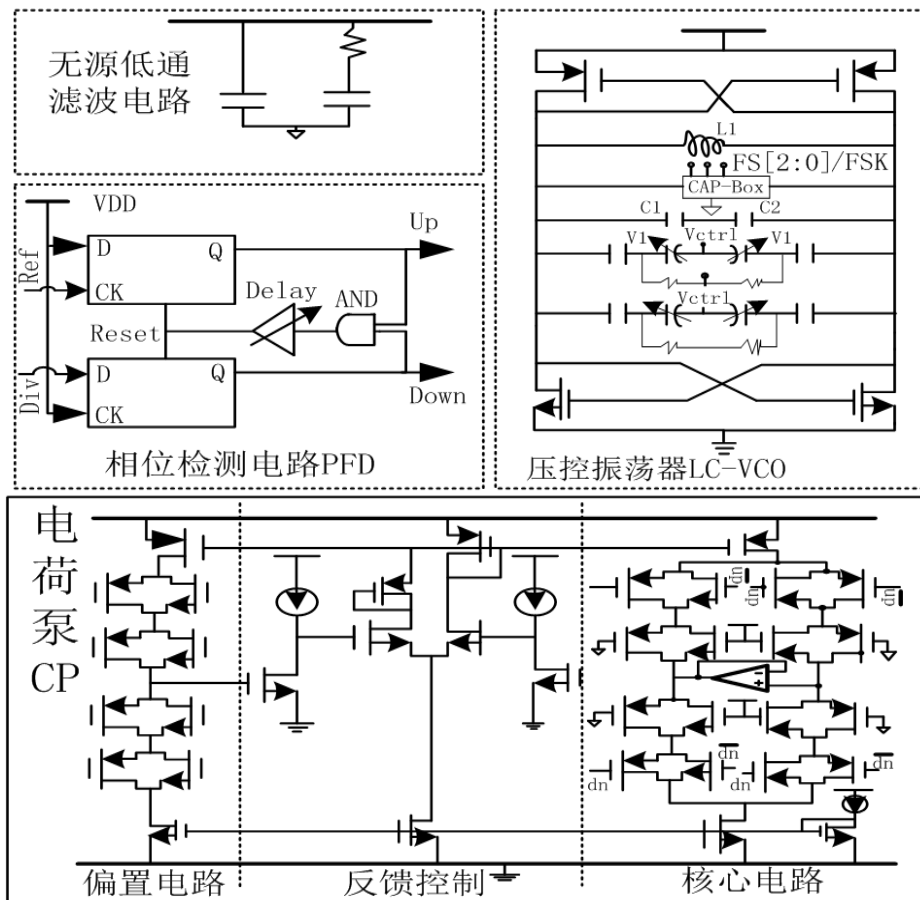 无源低通
滤波电路
VDD
Ref
D
Q
CK
Up
Reset
Delay
AND
Div
D
Q
CK
Down
相位检测电路PFD
L1
FS[2:0]/FSK
CAP-Box
C1
C2
V1
Vctrl
V1
Vctrl
压控振荡器LC-VCO
电
荷
泵
CP
dn
dn
dn
dn
dn
dn
dn
偏置电路
反馈控制
核心电路